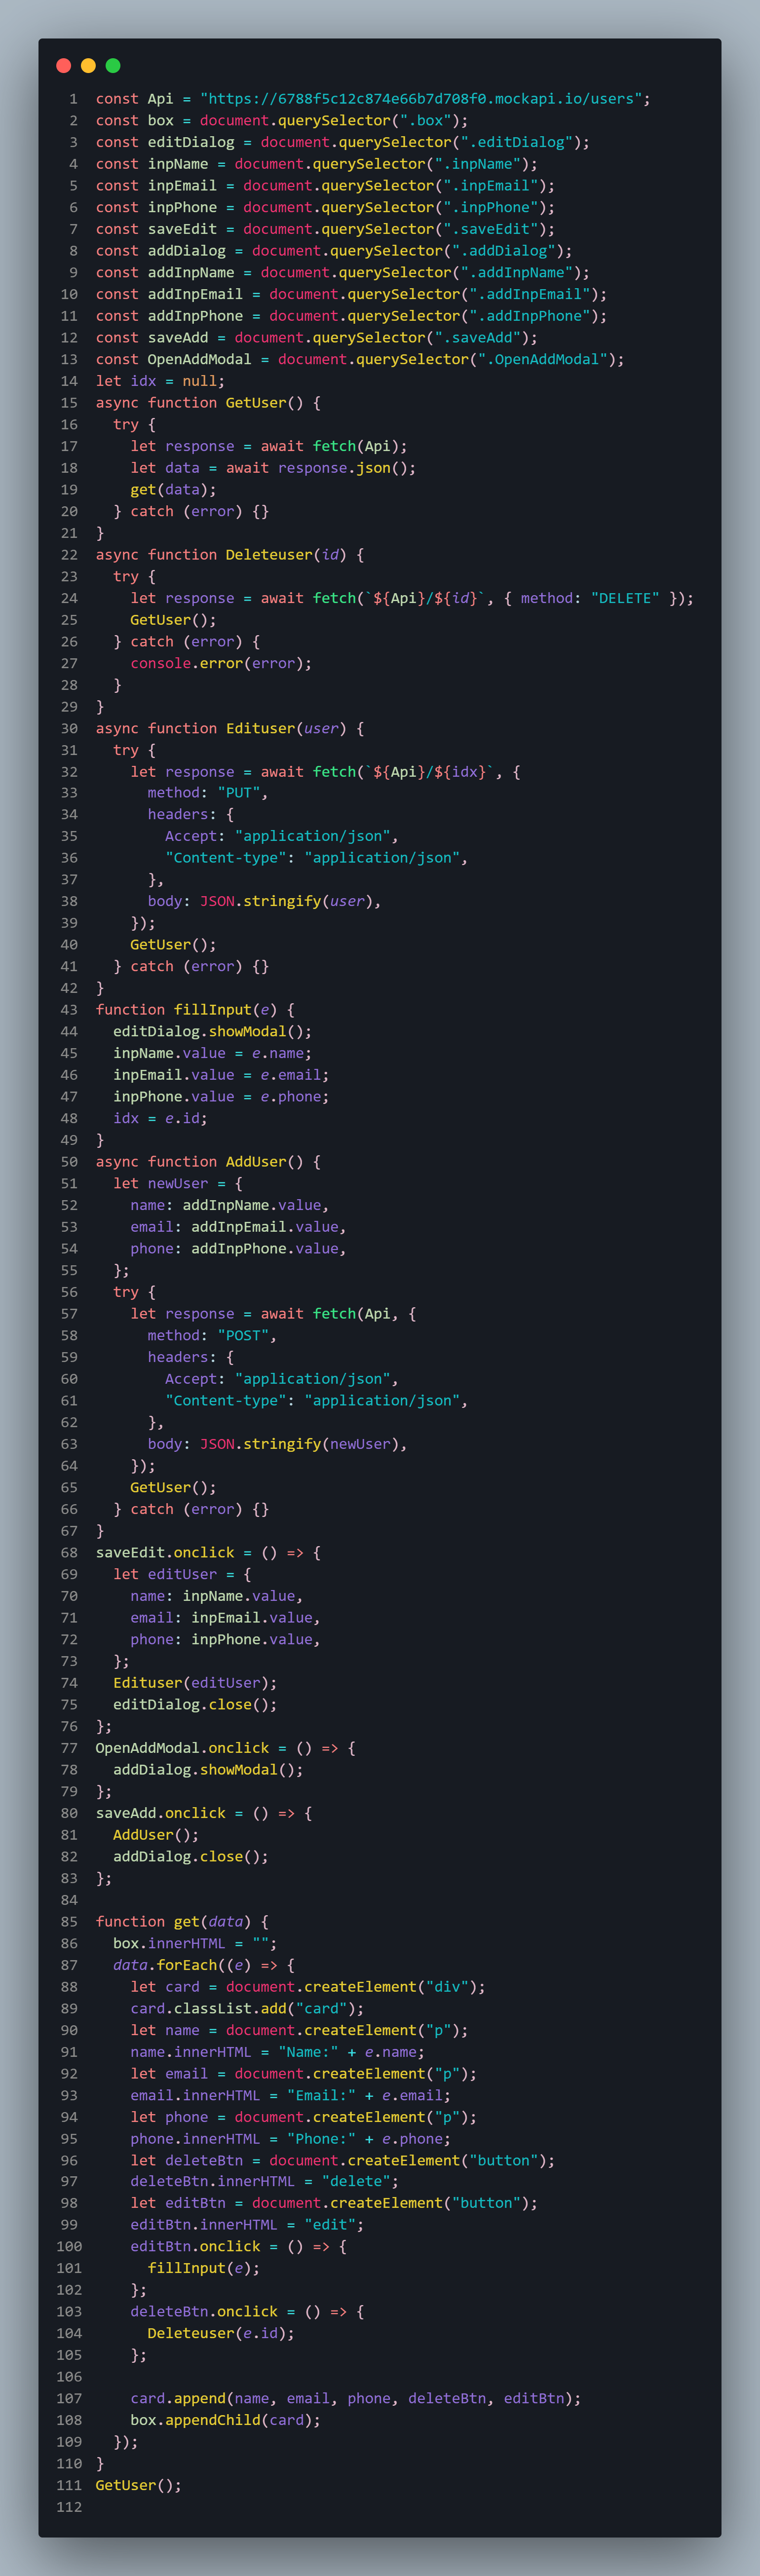 1 const Api = "https://6788f5c12c874e66b7d708f0.mockapi.io/users";
2 const box = document.querySelector(".box");
3 const editDialog = document.querySelector(".editDialog");
4 const inpName = document.querySelector(".inpName");
5 const inpEmail = document.querySelector(".inpEmail");
6 const inpPhone = document.querySelector(".inpPhone");
7 const saveEdit = document.querySelector(".saveEdit");
8 const addDialog = document.querySelector(".addDialog");
9 const addInpName = document.querySelector(".addInpName");
10 const addInpEmail = document.querySelector(".addInpEmail");
11 const addInpPhone = document.querySelector(".addInpPhone");
12 const saveAdd = document.querySelector(".saveAdd");
13 const OpenAddModal = document.querySelector(".OpenAddModal");
14 let idx = null;
15 async function GetUser() {
16   try {
17     let response = await fetch(Api);
18     let data = await response.json();
19     get(data);
20   } catch (error) {}
21 }
22 async function Deleteuser(id) {
23   try {
24     let response = await fetch(`${Api}/${id}`, { method: "DELETE" });
25     GetUser();
26   } catch (error) {
27     console.error(error);
28   }
29 }
30 async function Edituser(user) {
31   try {
32     let response = await fetch(`${Api}/${idx}`, {
33       method: "PUT",
34       headers: {
35         Accept: "application/json",
36         "Content-type": "application/json",
37       },
38       body: JSON.stringify(user),
39     });
40     GetUser();
41   } catch (error) {}
42 }
43 function fillInput(e) {
44   editDialog.showModal();
45   inpName.value = e.name;
46   inpEmail.value = e.email;
47   inpPhone.value = e.phone;
48   idx = e.id;
49 }
50 async function AddUser() {
51   let newUser = {
52     name: addInpName.value,
53     email: addInpEmail.value,
54     phone: addInpPhone.value,
55   };
56   try {
57     let response = await fetch(Api, {
58       method: "POST",
59       headers: {
60         Accept: "application/json",
61         "Content-type": "application/json",
62       },
63       body: JSON.stringify(newUser),
64     });
65     GetUser();
66   } catch (error) {}
67 }
68 saveEdit.onclick = () => {
69   let editUser = {
70     name: inpName.value,
71     email: inpEmail.value,
72     phone: inpPhone.value,
73   };
74   Edituser(editUser);
75   editDialog.close();
76 };
77 OpenAddModal.onclick = () => {
78   addDialog.showModal();
79 };
80 saveAdd.onclick = () => {
81   AddUser();
82   addDialog.close();
83 };
84
85 function get(data) {
86   box.innerHTML = "";
87   data.forEach((e) => {
88     let card = document.createElement("div");
89     card.classList.add("card");
90     let name = document.createElement("p");
91     name.innerHTML = "Name:" + e.name;
92     let email = document.createElement("p");
93     email.innerHTML = "Email:" + e.email;
94     let phone = document.createElement("p");
95     phone.innerHTML = "Phone:" + e.phone;
96     let deleteBtn = document.createElement("button");
97     deleteBtn.innerHTML = "delete";
98     let editBtn = document.createElement("button");
99     editBtn.innerHTML = "edit";
100     editBtn.onclick = () => {
101       fillInput(e);
102     };
103     deleteBtn.onclick = () => {
104       Deleteuser(e.id);
105     };
106
107     card.append(name, email, phone, deleteBtn, editBtn);
108     box.appendChild(card);
109   });
110 }
111 GetUser();
112